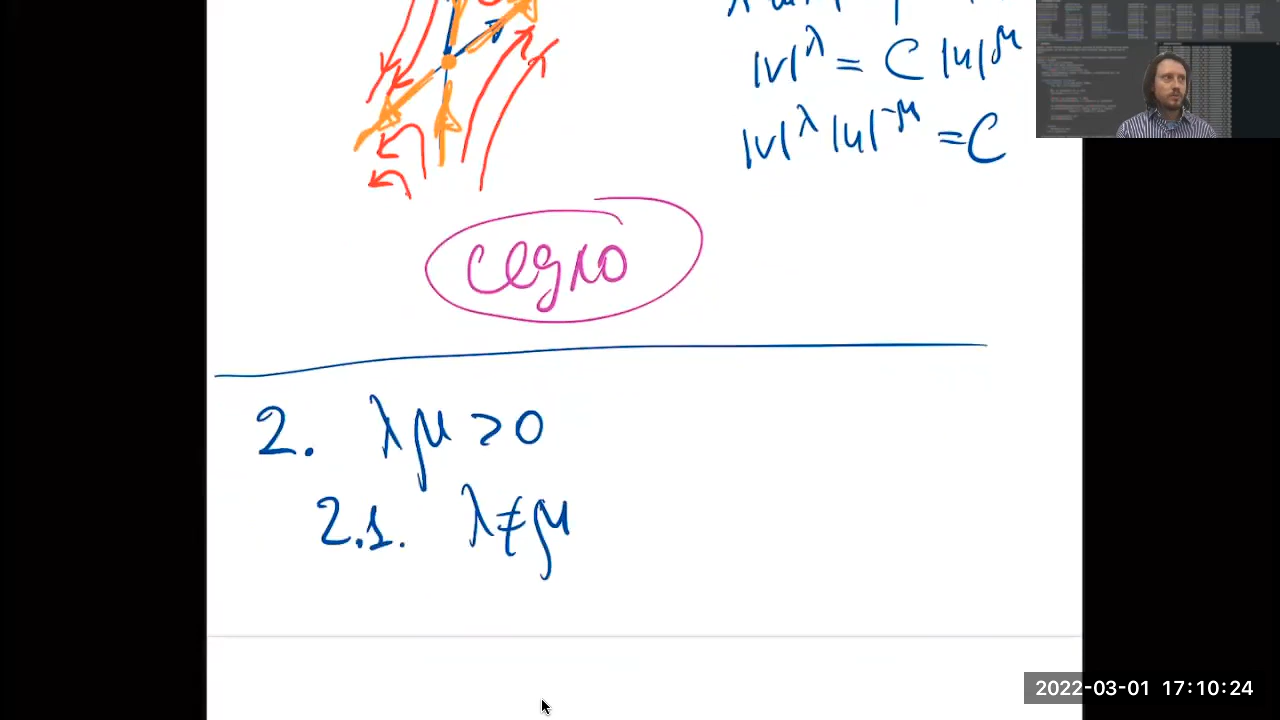 |v|^λ = C |u|^μ
|v|^λ |u|^{-μ} = C
седло
2. λμ > 0
2.1. λ ≠ μ
2022-03-01 17:10:24